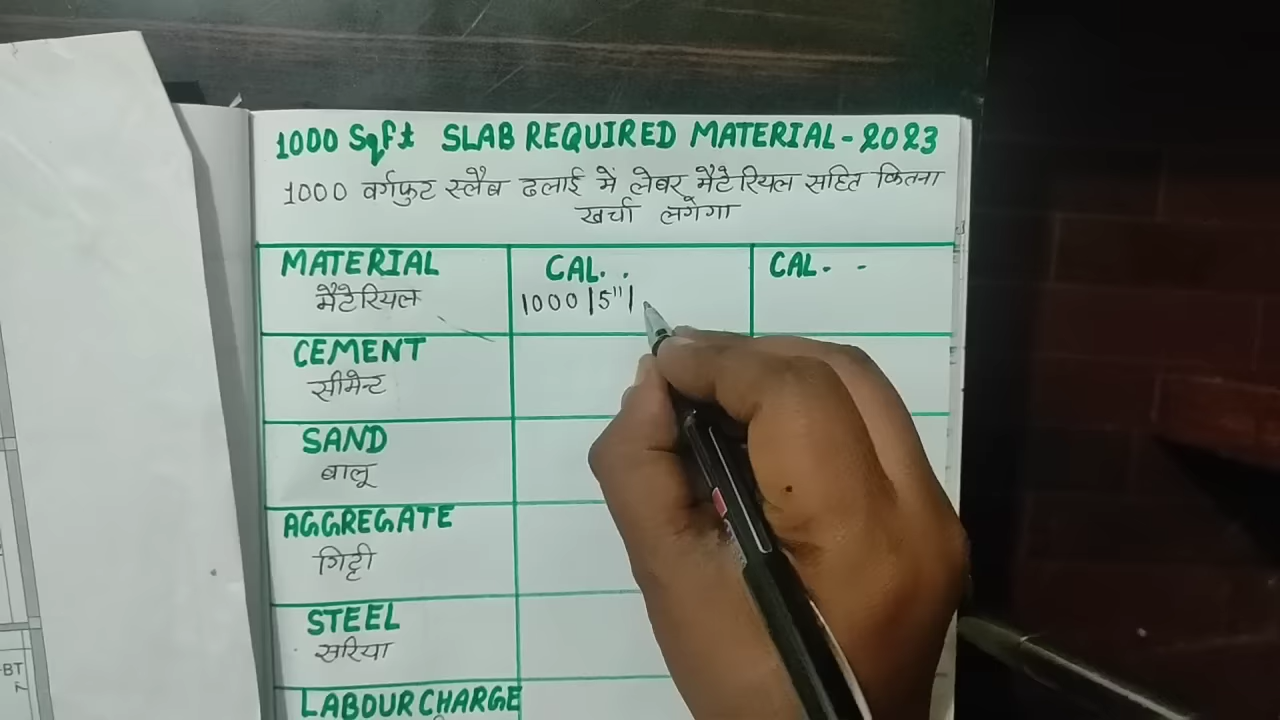 1000 Sqft SLAB REQUIRED MATERIAL - 2023
1000 वर्गफुट स्लैब ढलाई में लेबर मैटेरियल सहित कितना
खर्चा लगेगा
MATERIAL
मैटेरियल
CAL. .
1000 | 5" |
CAL. -
CEMENT
सीमेन्ट
SAND
बालू
AGGREGATE
गिट्टी
STEEL
सरिया
LABOUR CHARGE
BT